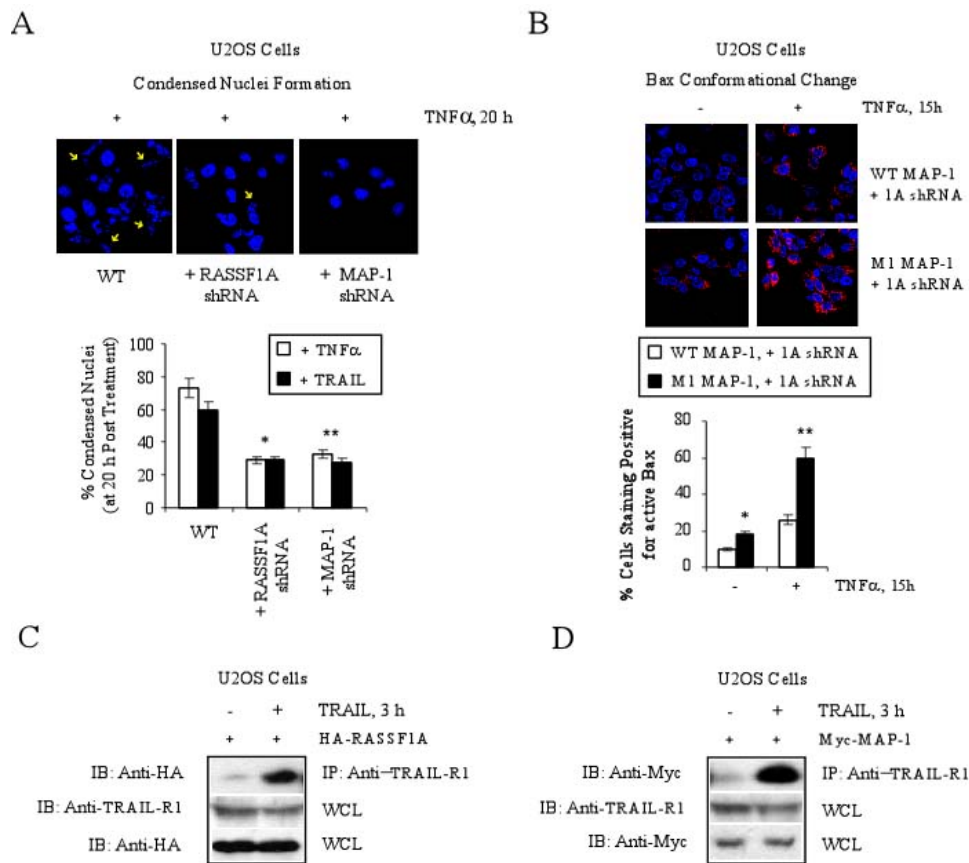 A
U2OS Cells
Condensed Nuclei Formation
+ + + TNFα, 20 h
WT
+ RASSF1A shRNA
+ MAP-1 shRNA
% Condensed Nuclei (at 20 h Post Treatment)
+ TNFα
+ TRAIL
100
80
60
40
20
0
*
**
WT
+ RASSF1A shRNA
+ MAP-1 shRNA
B
U2OS Cells
Bax Conformational Change
- + TNFα, 15h
WT MAP-1 + 1A shRNA
M1 MAP-1 + 1A shRNA
WT MAP-1, + 1A shRNA
M1 MAP-1, + 1A shRNA
% Cells Staining Positive for active Bax
80
60
40
20
0
*
**
- + TNFα, 15h
C
U2OS Cells
- + TRAIL, 3 h
+ + HA-RASSF1A
IB: Anti-HA IP: Anti-TRAIL-R1
IB: Anti-TRAIL-R1 WCL
IB: Anti-HA WCL
D
U2OS Cells
- + TRAIL, 3 h
+ + Myc-MAP-1
IB: Anti-Myc IP: Anti-TRAIL-R1
IB: Anti-TRAIL-R1 WCL
IB: Anti-Myc WCL